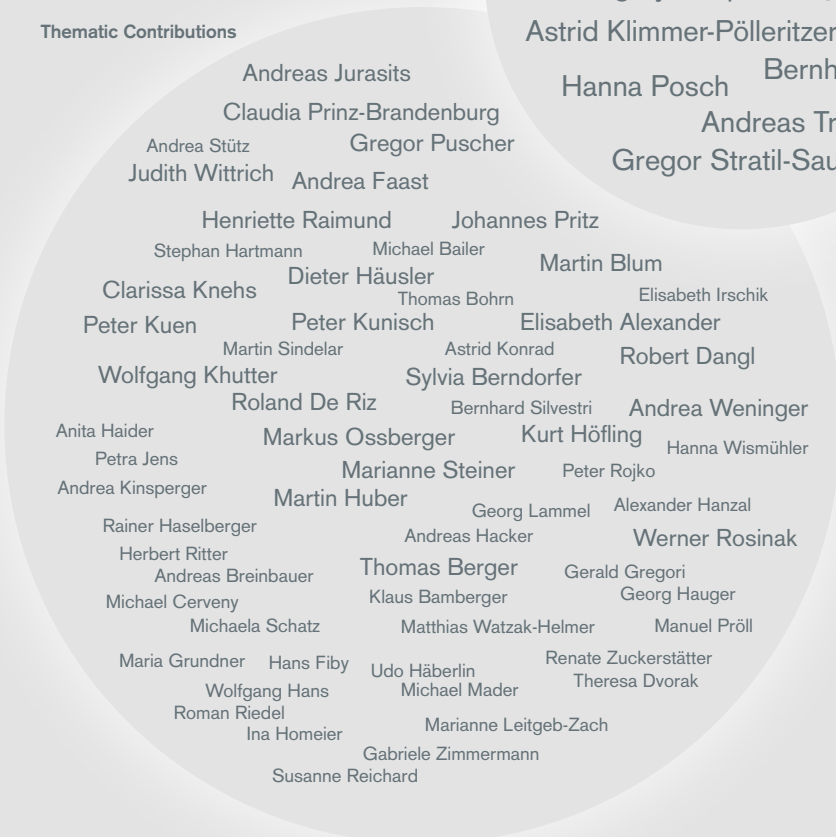 Thematic Contributions
Astrid Klimmer-Pölleritzer
Bernh
Hanna Posch
Andreas Tr
Gregor Stratil-Sau
Andreas Jurasits
Claudia Prinz-Brandenburg
Andrea Stütz
Gregor Puscher
Judith Wittrich
Andrea Faast
Henriette Raimund
Johannes Pritz
Stephan Hartmann
Michael Bailer
Martin Blum
Dieter Häusler
Clarissa Knehs
Thomas Bohrn
Elisabeth Irschik
Peter Kuen
Peter Kunisch
Elisabeth Alexander
Martin Sindelar
Astrid Konrad
Robert Dangl
Wolfgang Khutter
Sylvia Berndorfer
Roland De Riz
Bernhard Silvestri
Andrea Weninger
Anita Haider
Markus Ossberger
Kurt Höfling
Hanna Wismühler
Petra Jens
Marianne Steiner
Peter Rojko
Andrea Kinsperger
Martin Huber
Georg Lammel
Alexander Hanzal
Rainer Haselberger
Andreas Hacker
Werner Rosinak
Herbert Ritter
Thomas Berger
Gerald Gregori
Andreas Breinbauer
Michael Cerveny
Klaus Bamberger
Georg Hauger
Michaela Schatz
Matthias Watzak-Helmer
Manuel Pröll
Maria Grundner
Hans Fiby
Udo Häberlin
Renate Zuckerstätter
Theresa Dvorak
Wolfgang Hans
Michael Mader
Roman Riedel
Marianne Leitgeb-Zach
Ina Homeier
Gabriele Zimmermann
Susanne Reichard